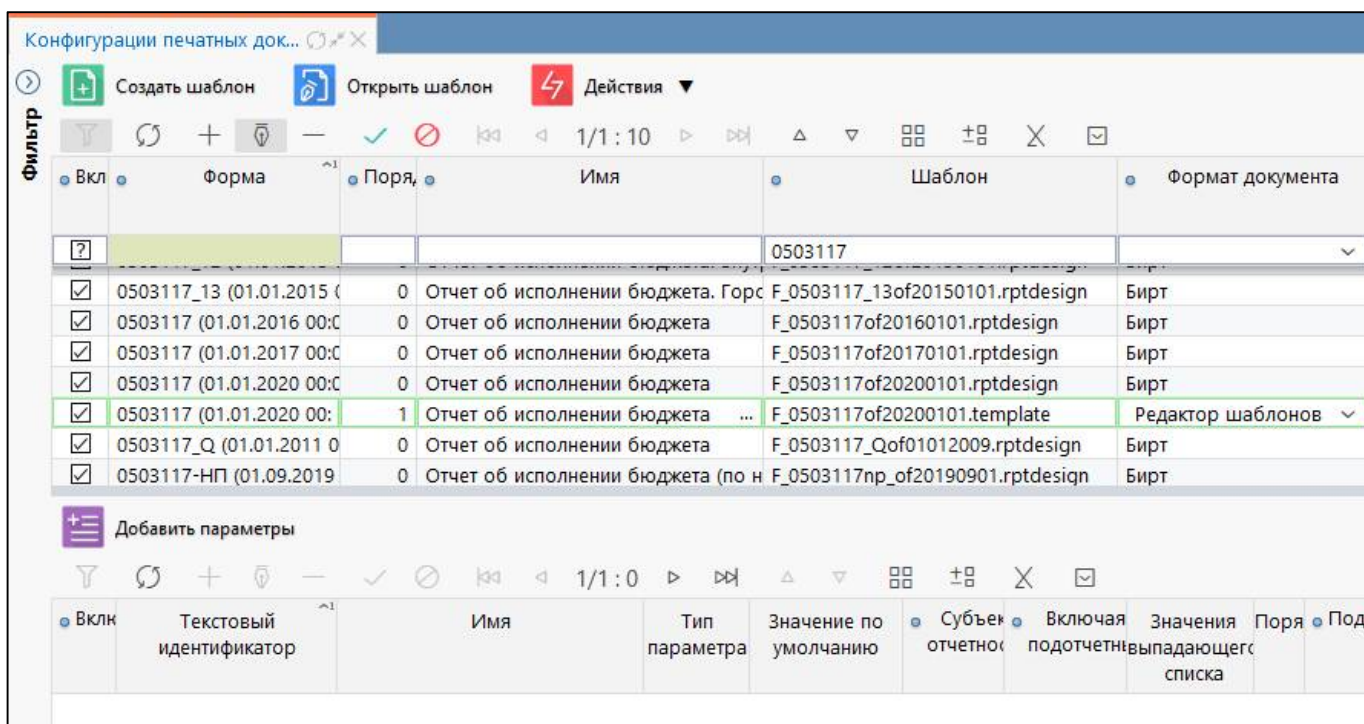 Конфигурации печатных док...
Фильтр
Создать шаблон Открыть шаблон Действия ▼
1/1 : 10
Вкл Форма ^1 Поряд Имя Шаблон Формат документа
? 0503117
0503117_13 (01.01.2015 ( 0 Отчет об исполнении бюджета. Горс F_0503117_13of20150101.rptdesign Бирт
0503117 (01.01.2016 00:0 0 Отчет об исполнении бюджета F_0503117of20160101.rptdesign Бирт
0503117 (01.01.2017 00:0 0 Отчет об исполнении бюджета F_0503117of20170101.rptdesign Бирт
0503117 (01.01.2020 00:0 0 Отчет об исполнении бюджета F_0503117of20200101.rptdesign Бирт
0503117 (01.01.2020 00: 1 Отчет об исполнении бюджета ... F_0503117of20200101.template Редактор шаблонов
0503117_Q (01.01.2011 0 0 Отчет об исполнении бюджета F_0503117_Qof01012009.rptdesign Бирт
0503117-НП (01.09.2019 0 Отчет об исполнении бюджета (по н F_0503117np_of20190901.rptdesign Бирт
Добавить параметры
1/1 : 0
Вклю Текстовый ^1 Имя Тип Значение по Субъек Включая Значения Поря Под
идентификатор параметра умолчанию отчетнос подотчетны выпадающего
списка